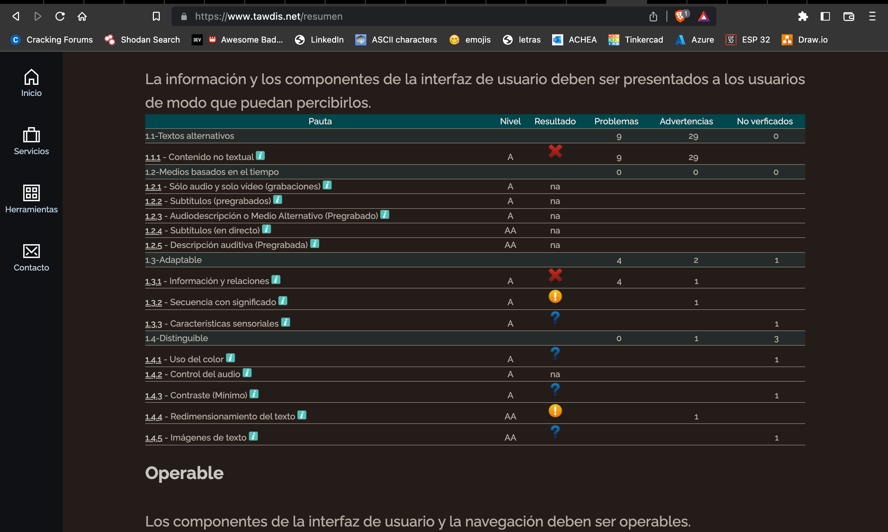 https://www.tawdis.net/resumen
1
Cracking Forums
Shodan Search
DEV
Awesome Bad...
LinkedIn
ASCII characters
emojis
letras
ACHEA
Tinkercad
Azure
ESP 32
Draw.io
Inicio
Servicios
Herramientas
Contacto
La información y los componentes de la interfaz de usuario deben ser presentados a los usuarios
de modo que puedan percibirlos.
Pauta Nivel Resultado Problemas Advertencias No verficados
1.1-Textos alternativos 9 29 0
1.1.1 - Contenido no textual i A 9 29
1.2-Medios basados en el tiempo 0 0 0
1.2.1 - Sólo audio y solo vídeo (grabaciones) i A na
1.2.2 - Subtítulos (pregrabados) i A na
1.2.3 - Audiodescripción o Medio Alternativo (Pregrabado) i A na
1.2.4 - Subtítulos (en directo) i AA na
1.2.5 - Descripción auditiva (Pregrabada) i AA na
1.3-Adaptable 4 2 1
1.3.1 - Información y relaciones i A 4 1
1.3.2 - Secuencia con significado i A ! 1
1.3.3 - Características sensoriales i A ? 1
1.4-Distinguible 0 1 3
1.4.1 - Uso del color i A ? 1
1.4.2 - Control del audio i A na
1.4.3 - Contraste (Mínimo) i A ? 1
1.4.4 - Redimensionamiento del texto i AA ! 1
1.4.5 - Imágenes de texto i AA ? 1
Operable
Los componentes de la interfaz de usuario y la navegación deben ser operables.